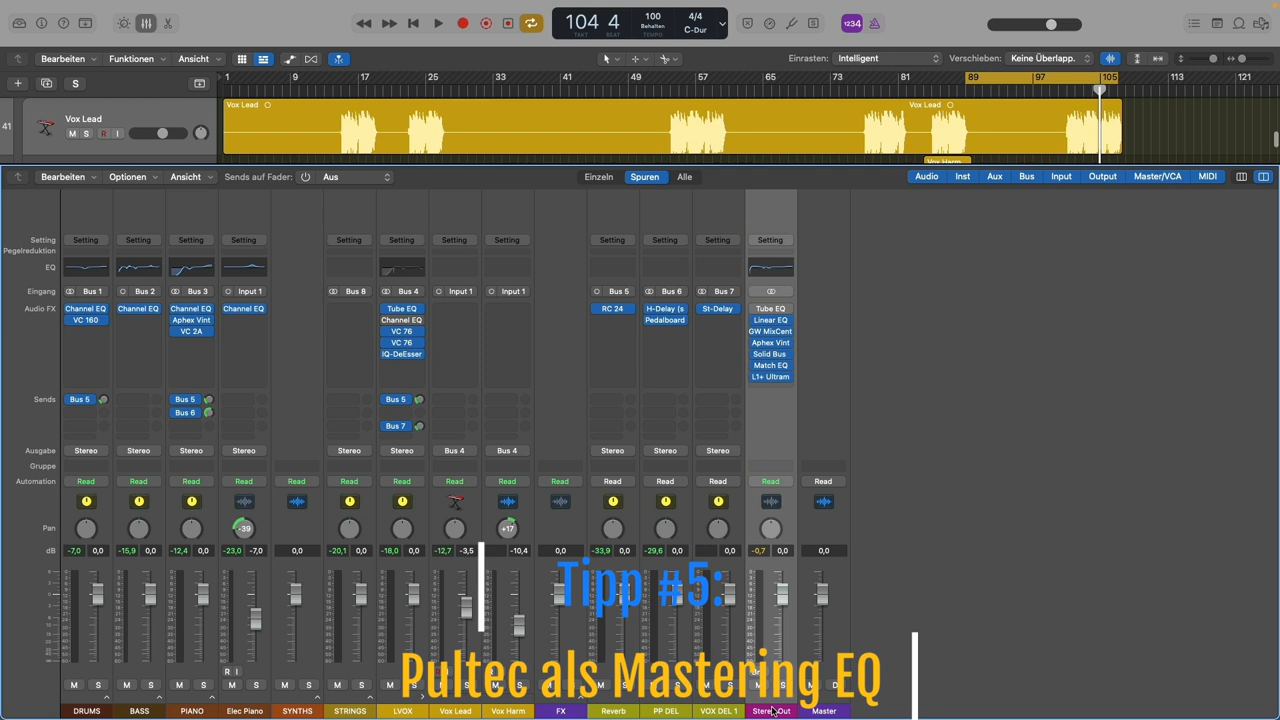 104 4
TAKT BEAT
100
Behalten
TEMPO
4/4
C-Dur
1234
Bearbeiten Funktionen Ansicht
Einrasten: Intelligent
Verschieben: Keine Überlapp.
S
1 9 17 25 33 41 49 57 65 73 81 89 97 105 113 121
41
Vox Lead
M S R I
Vox Lead
Vox Lead
Vox Harm
Bearbeiten Optionen Ansicht Sends auf Fader: Aus
Einzeln Spuren Alle
Audio Inst Aux Bus Input Output Master/VCA MIDI
Setting Setting Setting Setting Setting Setting Setting Setting Setting Setting Setting Setting Setting
Pegelreduktion
EQ
Eingang Bus 1 Bus 2 Bus 3 Input 1 Bus 8 Bus 4 Input 1 Input 1 Bus 5 Bus 6 Bus 7
Audio FX Channel EQ Channel EQ Channel EQ Channel EQ Tube EQ RC 24 H-Delay (s St-Delay Tube EQ
VC 160 Aphex Vint Channel EQ Pedalboard Linear EQ
VC 2A VC 76 GW MixCent
VC 76 Aphex Vint
IQ-DeEsser Solid Bus
Match EQ
L1+ Ultram
Sends Bus 5 Bus 5 Bus 5
Bus 6
Bus 7
Ausgabe Stereo Stereo Stereo Stereo Stereo Stereo Bus 4 Bus 4 Stereo Stereo Stereo
Gruppe
Automation Read Read Read Read Read Read Read Read Read Read Read Read Read Read Read
Pan -39 +17
dB -7,0 0,0 -15,9 0,0 -12,4 0,0 -23,0 -7,0 0,0 -20,1 0,0 -18,0 0,0 -12,7 -3,5 -10,4 0,0 -33,9 0,0 -29,6 0,0 0,0 -0,7 0,0 0,0
Tipp #5:
R I
Pultec als Mastering EQ
M S M S M S M S M S M S
DRUMS BASS PIANO Elec Piano SYNTHS STRINGS LVOX Vox Lead Vox Harm FX Reverb PP DEL VOX DEL 1 Stereo Out Master